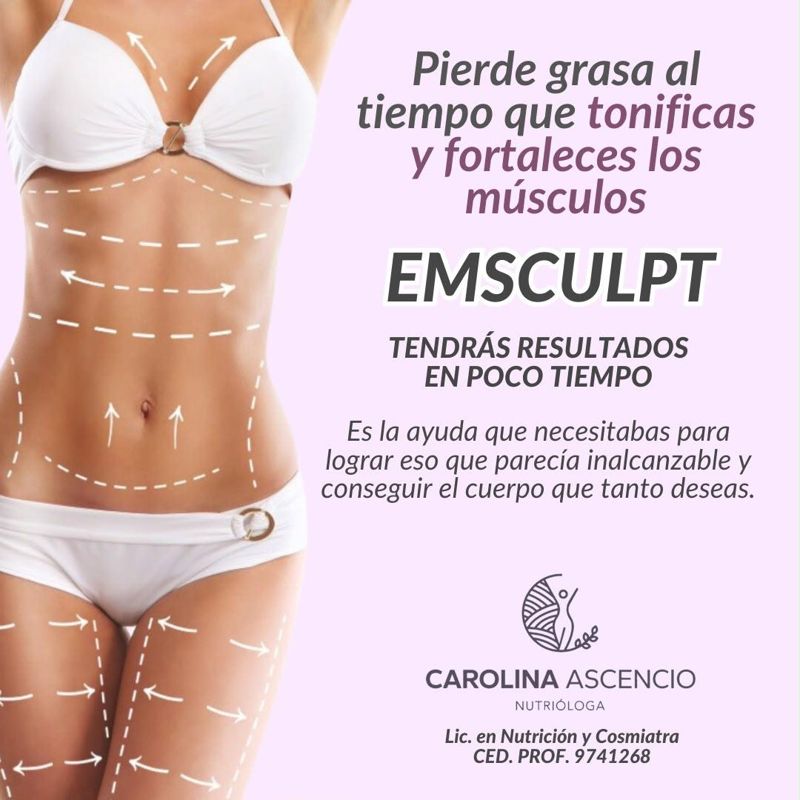 Pierde grasa al
tiempo que tonificas
y fortaleces los
músculos
EMSCULPT
TENDRÁS RESULTADOS
EN POCO TIEMPO
Es la ayuda que necesitabas para
lograr eso que parecía inalcanzable y
conseguir el cuerpo que tanto deseas.
CAROLINA ASCENCIO
NUTRIÓLOGA
Lic. en Nutrición y Cosmiatra
CED. PROF. 9741268